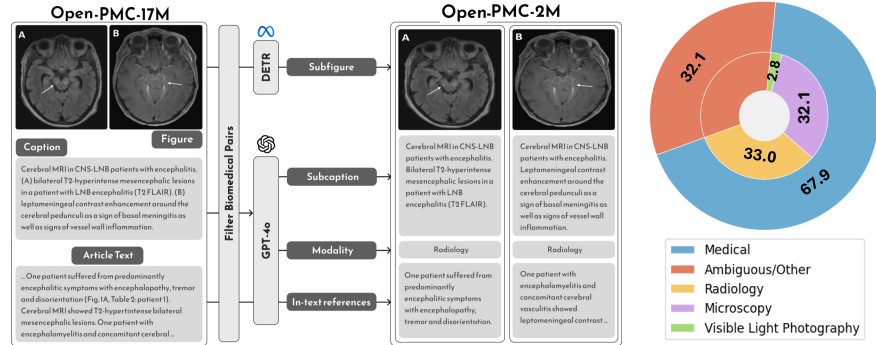 Open-PMC-17M
A
B
Figure
Caption
Cerebral MRI in CNS-LNB patients with encephalitis.
(A) bilateral T2-hyperintense mesencephalic lesions
in a patient with LNB encephalitis (T2 FLAIR). (B)
leptomeningeal contrast enhancement around the
cerebral pedunculi as a sign of basal meningitis as
well as signs of vessel wall inflammation.
Article Text
... One patient suffered from predominantly
encephalitic symptoms with encephalopathy, tremor
and disorientation (Fig. 1A, Table 2: patient 1).
Cerebral MRI showed T2-hypertintense bilateral
mesencephalic lesions. One patient with
encephalomyelitis and concomitant cerebral...
Filter Biomedical Pairs
DETR
GPT-4o
Subfigure
Subcaption
Modality
In-text references
Open-PMC-2M
A
Cerebral MRI in CNS-LNB
patients with encephalitis.
Bilateral T2-hyperintense
mesencephalic lesions in a
patient with LNB
encephalitis (T2 FLAIR).
Radiology
One patient suffered from
predominantly
encephalitic symptoms
with encephalopathy,
tremor and disorientation.
B
Cerebral MRI in CNS-LNB
patients with encephalitis.
Leptomeningeal contrast
enhancement around the
cerebral pedunculi as a
sign of basal meningitis as
well as signs of vessel wall
inflammation.
Radiology
One patient with
encephalomyelitis and
concomitant cerebral
vasculitis showed
leptomeningeal contrast...
32.1
2.8
32.1
33.0
67.9
Medical
Ambiguous/Other
Radiology
Microscopy
Visible Light Photography